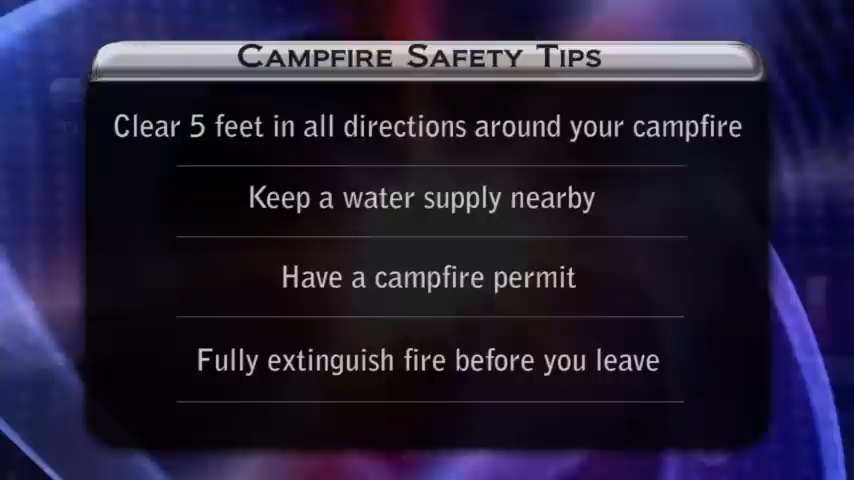 Campfire Safety Tips
Clear 5 feet in all directions around your campfire
Keep a water supply nearby
Have a campfire permit
Fully extinguish fire before you leave